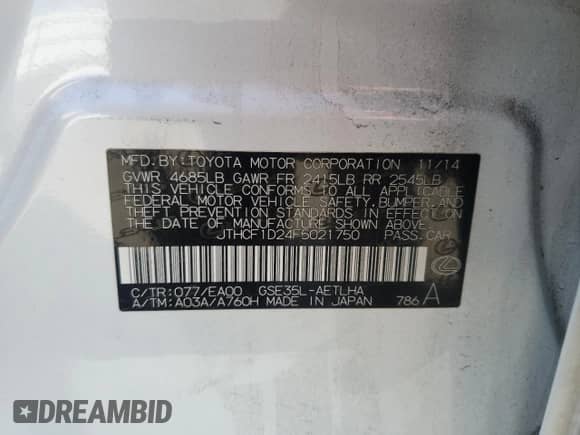 MFD.BY:TOYOTA MOTOR CORPORATION 11/14
GVWR 4685LB GAWR FR 2415LB RR 2545LB
THIS VEHICLE CONFORMS TO ALL APPLICABLE
FEDERAL MOTOR VEHICLE SAFETY,BUMPER,AND
THEFT PREVENTION STANDARDS IN EFFECT ON
THE DATE OF MANUFACTURE SHOWN ABOVE.
JTHCF1D24F5021750 PASS.CAR
C/TR:077/EA00 GSE35L-AETLHA
A/TM:A03A/A760H MADE IN JAPAN 786 A
DREAMBID